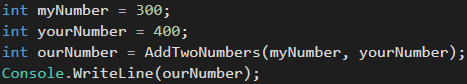 int myNumber = 300;
int yourNumber = 400;
int ourNumber = AddTwoNumbers(myNumber, yourNumber);
Console.WriteLine(ourNumber);